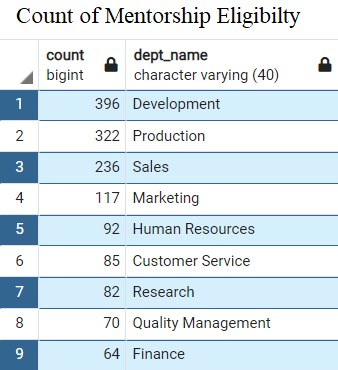 Count of Mentorship Eligibilty
count dept_name
bigint character varying (40)
1 396 Development
2 322 Production
3 236 Sales
4 117 Marketing
5 92 Human Resources
6 85 Customer Service
7 82 Research
8 70 Quality Management
9 64 Finance